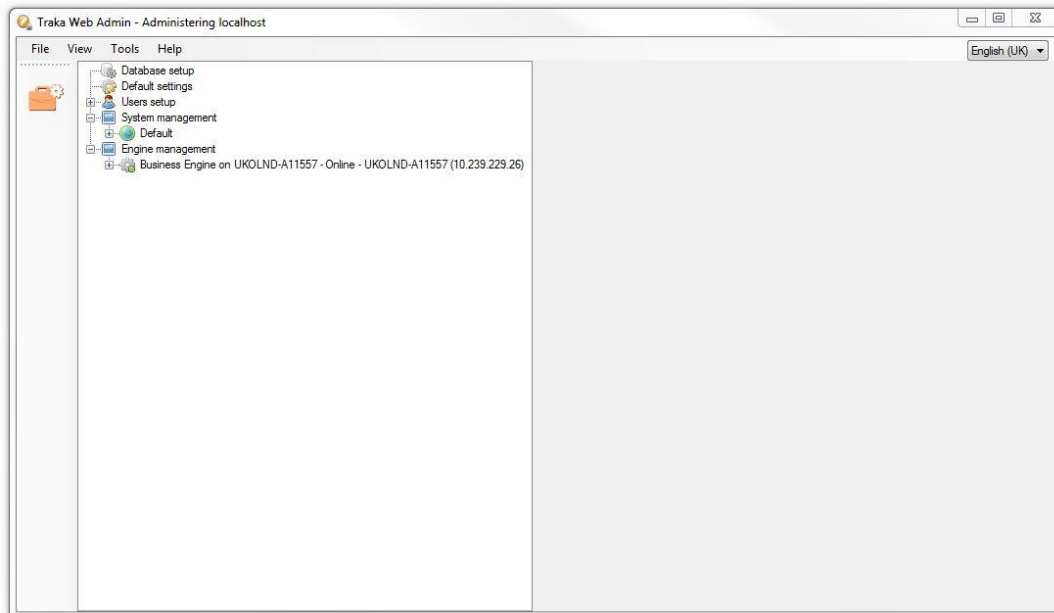 Traka Web Admin - Administering localhost
File View Tools Help
English (UK)
Database setup
Default settings
Users setup
System management
Default
Engine management
Business Engine on UKOLND-A11557 - Online - UKOLND-A11557 (10.239.229.26)